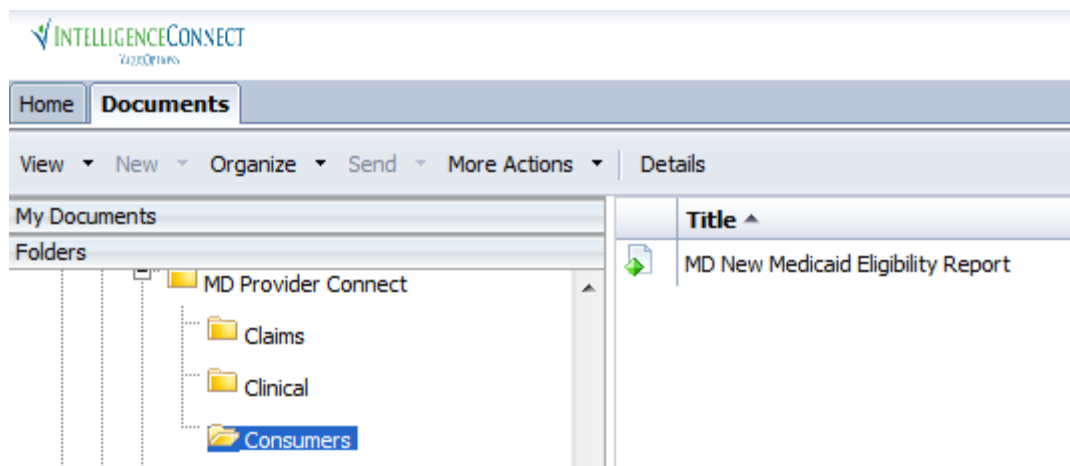 INTELLIGENCECONNECT
Home Documents
View New Organize Send More Actions Details
My Documents
Folders
MD Provider Connect
Claims
Clinical
Consumers
Title
MD New Medicaid Eligibility Report